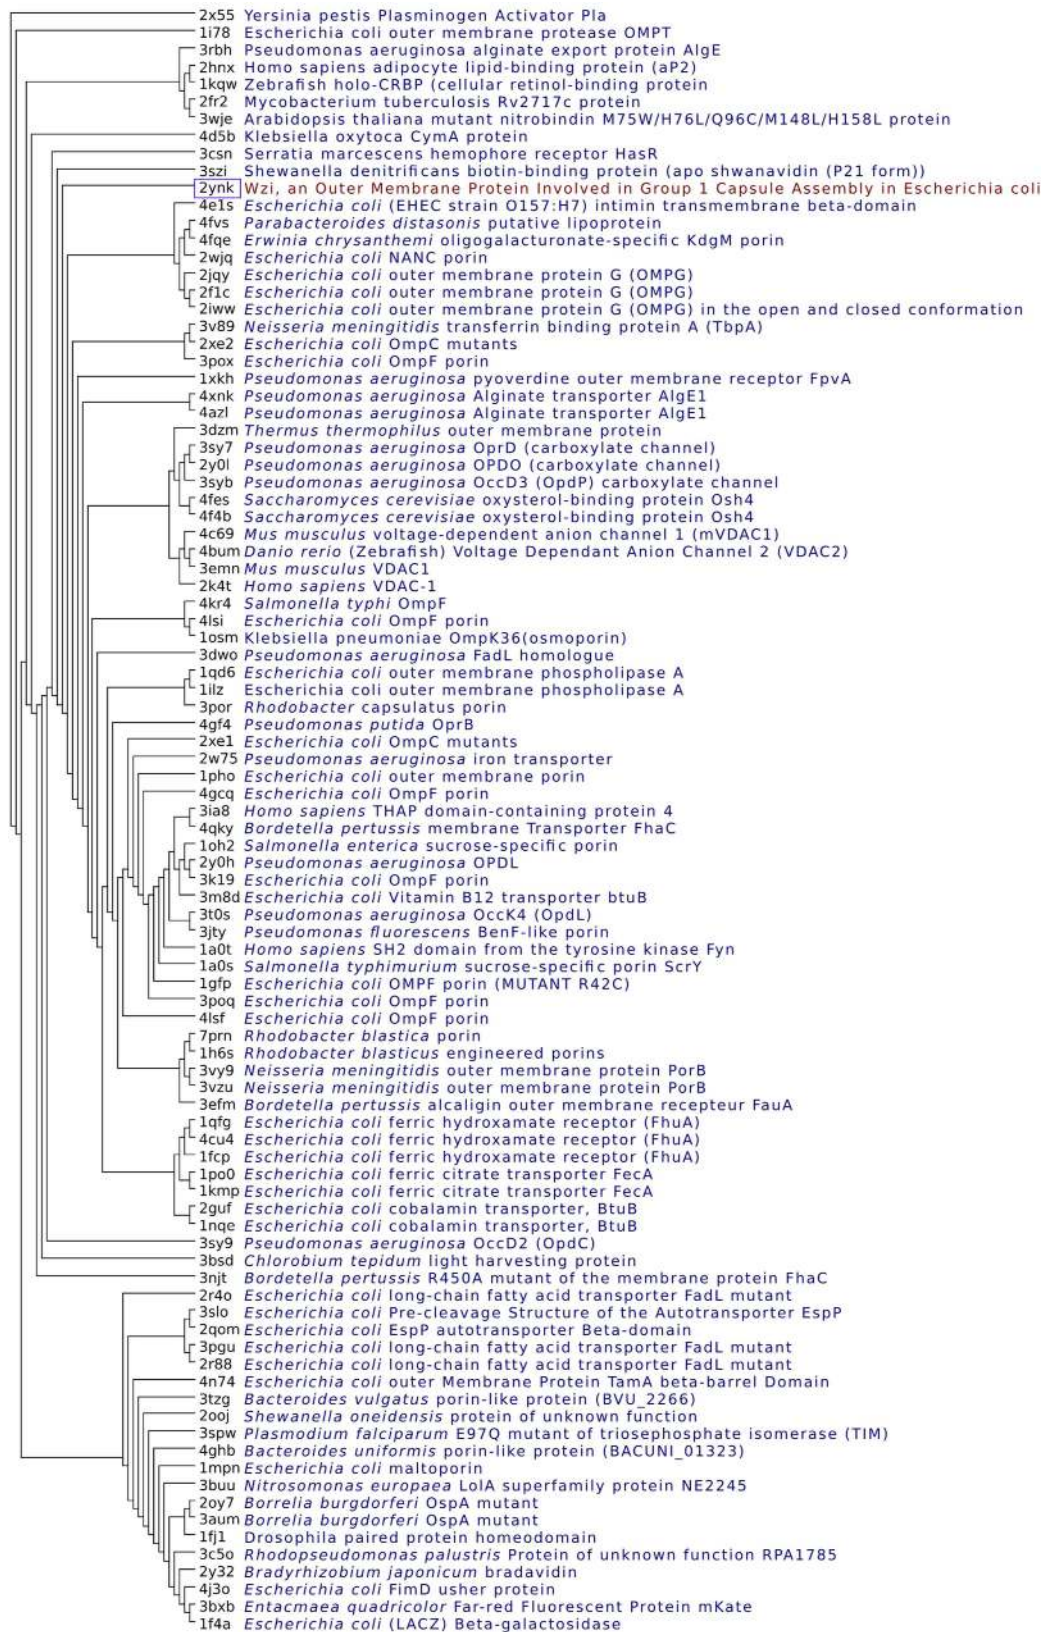 2x55 Yersinia pestis Plasminogen Activator Pla
1i78 Escherichia coli outer membrane protease OMPT
3rbh Pseudomonas aeruginosa alginate export protein AlgE
2hnx Homo sapiens adipocyte lipid-binding protein (aP2)
1kqw Zebrafish holo-CRBP (cellular retinol-binding protein
2fr2 Mycobacterium tuberculosis Rv2717c protein
3wje Arabidopsis thaliana mutant nitrobindin M75W/H76L/Q96C/M148L/H158L protein
4d5b Klebsiella oxytoca CymA protein
3csn Serratia marcescens hemophore receptor HasR
3szi Shewanella denitrificans biotin-binding protein (apo shwanavidin (P21 form))
2ynk Wzi, an Outer Membrane Protein Involved in Group 1 Capsule Assembly in Escherichia coli
4e1s Escherichia coli (EHEC strain O157:H7) intimin transmembrane beta-domain
4fvs Parabacteroides distasonis putative lipoprotein
4fqe Erwinia chrysanthemi oligogalacturonate-specific KdgM porin
2wjq Escherichia coli NANC porin
2jqy Escherichia coli outer membrane protein G (OMPG)
2f1c Escherichia coli outer membrane protein G (OMPG)
2iww Escherichia coli outer membrane protein G (OMPG) in the open and closed conformation
3v89 Neisseria meningitidis transferrin binding protein A (TbpA)
2xe2 Escherichia coli OmpC mutants
3pox Escherichia coli OmpF porin
1xkh Pseudomonas aeruginosa pyoverdine outer membrane receptor FpvA
4xnk Pseudomonas aeruginosa Alginate transporter AlgE1
4azl Pseudomonas aeruginosa Alginate transporter AlgE1
3dzm Thermus thermophilus outer membrane protein
3sy7 Pseudomonas aeruginosa OprD (carboxylate channel)
2y0l Pseudomonas aeruginosa OPDO (carboxylate channel)
3syb Pseudomonas aeruginosa OccD3 (OpdP) carboxylate channel
4fes Saccharomyces cerevisiae oxysterol-binding protein Osh4
4f4b Saccharomyces cerevisiae oxysterol-binding protein Osh4
4c69 Mus musculus voltage-dependent anion channel 1 (mVDAC1)
4bum Danio rerio (Zebrafish) Voltage Dependant Anion Channel 2 (VDAC2)
3emn Mus musculus VDAC1
2k4t Homo sapiens VDAC-1
4kr4 Salmonella typhi OmpF
4lsi Escherichia coli OmpF porin
1osm Klebsiella pneumoniae OmpK36(osmoporin)
3dwo Pseudomonas aeruginosa FadL homologue
1qd6 Escherichia coli outer membrane phospholipase A
1ilz Escherichia coli outer membrane phospholipase A
3por Rhodobacter capsulatus porin
4gf4 Pseudomonas putida OprB
2xe1 Escherichia coli OmpC mutants
2w75 Pseudomonas aeruginosa iron transporter
1pho Escherichia coli outer membrane porin
4gcq Escherichia coli OmpF porin
3ia8 Homo sapiens THAP domain-containing protein 4
4qky Bordetella pertussis membrane Transporter FhaC
1oh2 Salmonella enterica sucrose-specific porin
2y0h Pseudomonas aeruginosa OPDL
3k19 Escherichia coli OmpF porin
3m8d Escherichia coli Vitamin B12 transporter btuB
3t0s Pseudomonas aeruginosa OccK4 (OpdL)
3jty Pseudomonas fluorescens BenF-like porin
1a0t Homo sapiens SH2 domain from the tyrosine kinase Fyn
1a0s Salmonella typhimurium sucrose-specific porin ScrY
1gfp Escherichia coli OMPF porin (MUTANT R42C)
3poq Escherichia coli OmpF porin
4lsf Escherichia coli OmpF porin
7prn Rhodobacter blastica porin
1h6s Rhodobacter blasticus engineered porins
3vy9 Neisseria meningitidis outer membrane protein PorB
3vzu Neisseria meningitidis outer membrane protein PorB
3efm Bordetella pertussis alcaligin outer membrane recepteur FauA
1qfg Escherichia coli ferric hydroxamate receptor (FhuA)
4cu4 Escherichia coli ferric hydroxamate receptor (FhuA)
1fcp Escherichia coli ferric hydroxamate receptor (FhuA)
1po0 Escherichia coli ferric citrate transporter FecA
1kmp Escherichia coli ferric citrate transporter FecA
2guf Escherichia coli cobalamin transporter, BtuB
1nqe Escherichia coli cobalamin transporter, BtuB
3sy9 Pseudomonas aeruginosa OccD2 (OpdC)
3bsd Chlorobium tepidum light harvesting protein
3njt Bordetella pertussis R450A mutant of the membrane protein FhaC
2r4o Escherichia coli long-chain fatty acid transporter FadL mutant
3slo Escherichia coli Pre-cleavage Structure of the Autotransporter EspP
2qom Escherichia coli EspP autotransporter Beta-domain
3pgu Escherichia coli long-chain fatty acid transporter FadL mutant
2r88 Escherichia coli long-chain fatty acid transporter FadL mutant
4n74 Escherichia coli outer Membrane Protein TamA beta-barrel Domain
3tzg Bacteroides vulgatus porin-like protein (BVU_2266)
2ooj Shewanella oneidensis protein of unknown function
3spw Plasmodium falciparum E97Q mutant of triosephosphate isomerase (TIM)
4ghb Bacteroides uniformis porin-like protein (BACUNI_01323)
1mpn Escherichia coli maltoporin
3buu Nitrosomonas europaea LolA superfamily protein NE2245
2oy7 Borrelia burgdorferi OspA mutant
3aum Borrelia burgdorferi OspA mutant
1fj1 Drosophila paired protein homeodomain
3c5o Rhodopseudomonas palustris Protein of unknown function RPA1785
2y32 Bradyrhizobium japonicum bradavidin
4j3o Escherichia coli FimD usher protein
3bxb Entacmaea quadricolor Far-red Fluorescent Protein mKate
1f4a Escherichia coli (LACZ) Beta-galactosidase